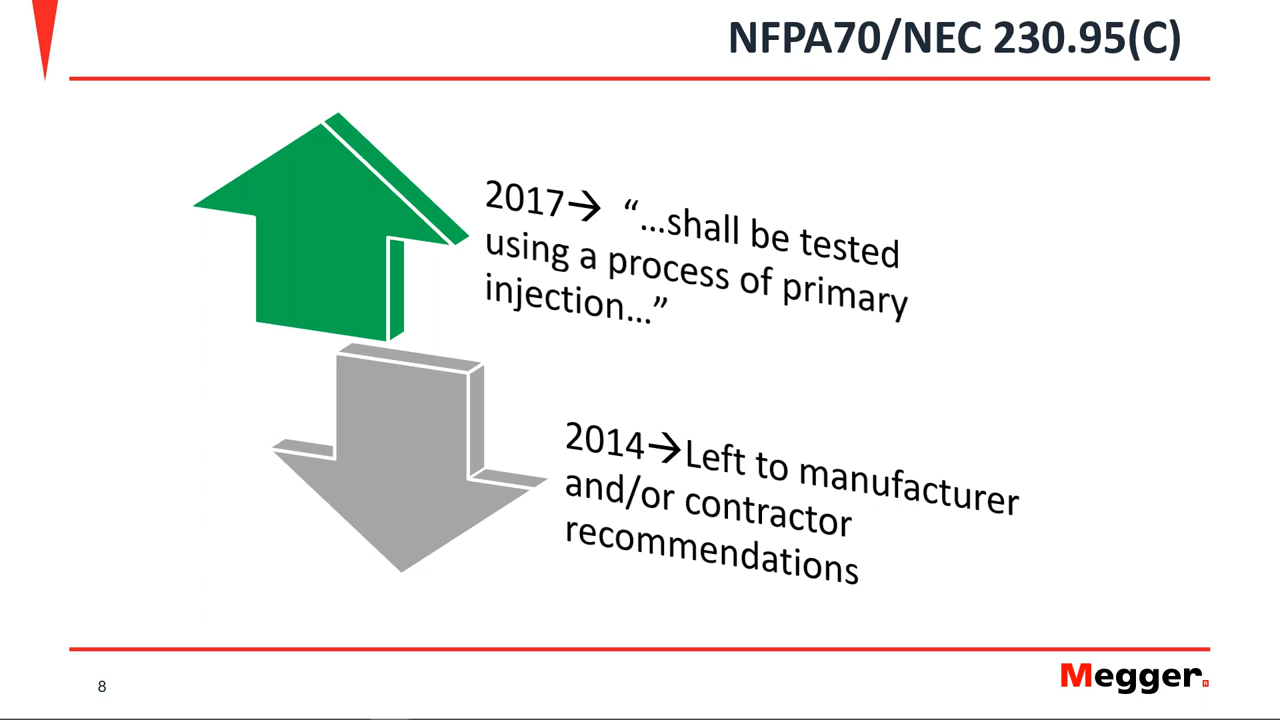 NFPA70/NEC 230.95(C)
2017→ “...shall be tested
using a process of primary
injection...”
2014→Left to manufacturer
and/or contractor
recommendations
8
Megger®